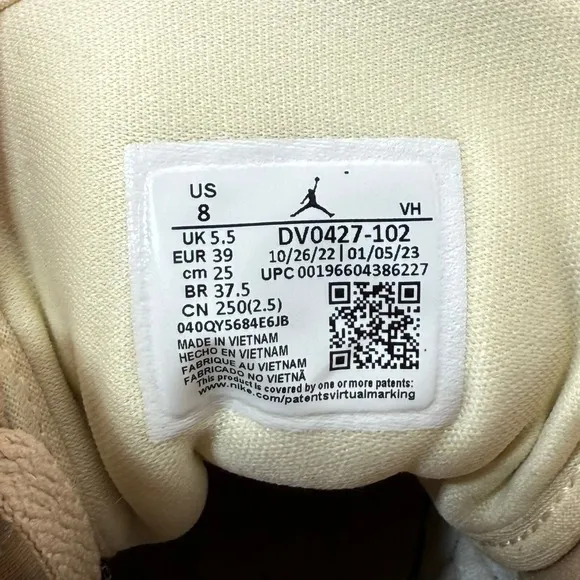 US
8
VH
UK 5.5
EUR 39
cm 25
BR 37.5
CN 250(2.5)
DV0427-102
10/26/22 | 01/05/23
UPC 00196604386227
040QY5684E6JB
MADE IN VIETNAM
HECHO EN VIETNAM
FABRIQUE AU VIETNAM
FABRICADO NO VIETNÃ
This product is covered by one or more patents:
www.nike.com/patentsvirtualmarking